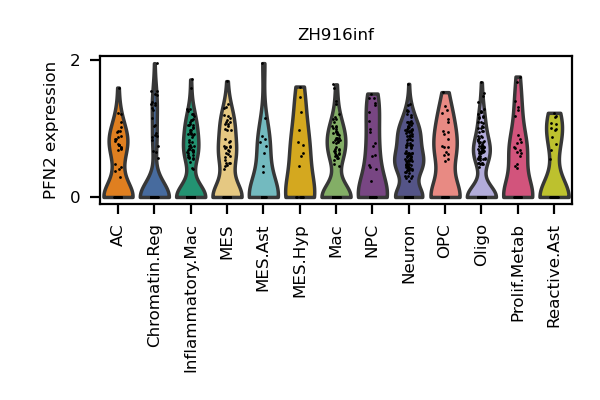 ZH916inf
PFN2 expression
2
0
AC
Chromatin.Reg
Inflammatory.Mac
MES
MES.Ast
MES.Hyp
Mac
NPC
Neuron
OPC
Oligo
Prolif.Metab
Reactive.Ast